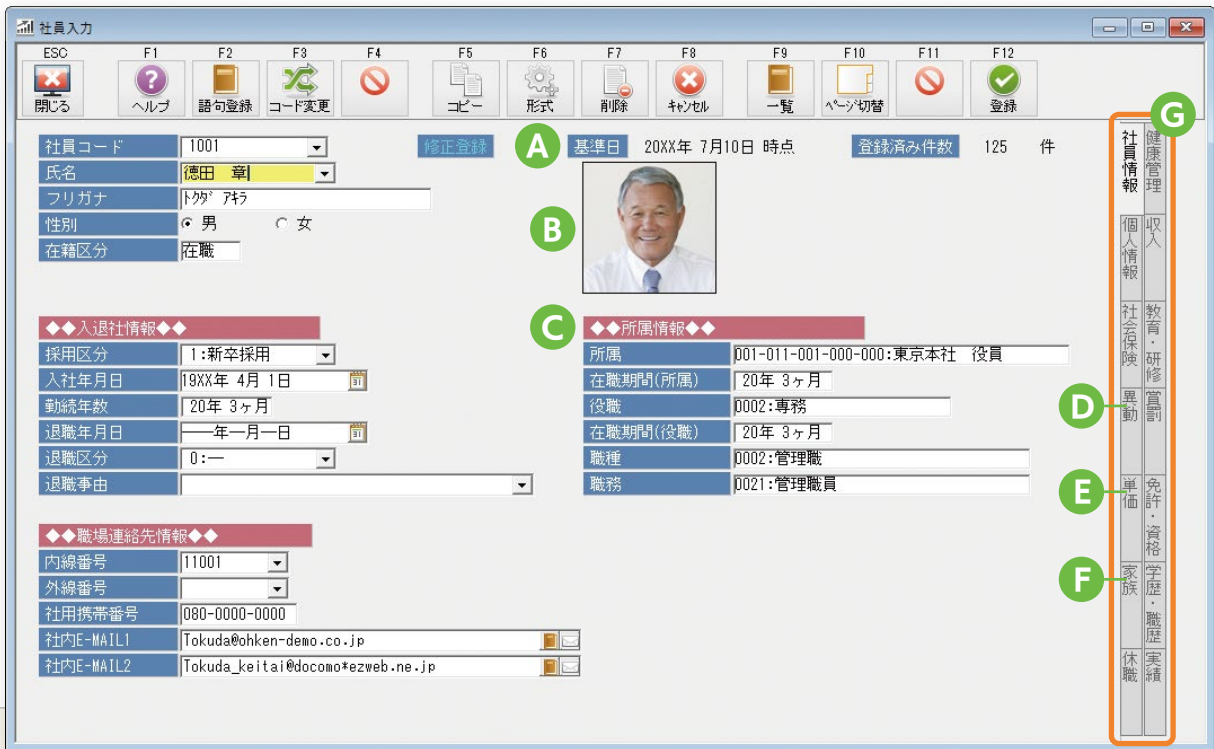 社員入力
ESC F1 F2 F3 F4 F5 F6 F7 F8 F9 F10 F11 F12
閉じる ヘルプ 語句登録 コード変更 コピー 形式 削除 キャンセル 一覧 ページ切替 登録
社員コード 1001 修正登録 A 基準日 20XX年 7月10日 時点 登録済み件数 125 件
氏名 徳田 章
フリガナ トクダ アキラ
性別 男 女
在籍区分 在職
B
C
◆◆入退社情報◆◆
採用区分 1:新卒採用
入社年月日 19XX年 4月 1日
勤続年数 20年 3ヶ月
退職年月日 ――年―月―日
退職区分 0:―
退職事由
◆◆所属情報◆◆
所属 001-011-001-000-000:東京本社 役員
在職期間(所属) 20年 3ヶ月
役職 0002:専務
在職期間(役職) 20年 3ヶ月
職種 0002:管理職
職務 0021:管理職員
◆◆職場連絡先情報◆◆
内線番号 11001
外線番号
社用携帯番号 080-0000-0000
社内E-MAIL1 Tokuda@ohken-demo.co.jp
社内E-MAIL2 Tokuda_keitai@docomo*ezweb.ne.jp
G
社員情報 健康管理
個人情報 収入
社会保険 教育・研修
D 異動 賞罰
E 単価 免許・資格
F 家族 学歴・職歴
休職 実績